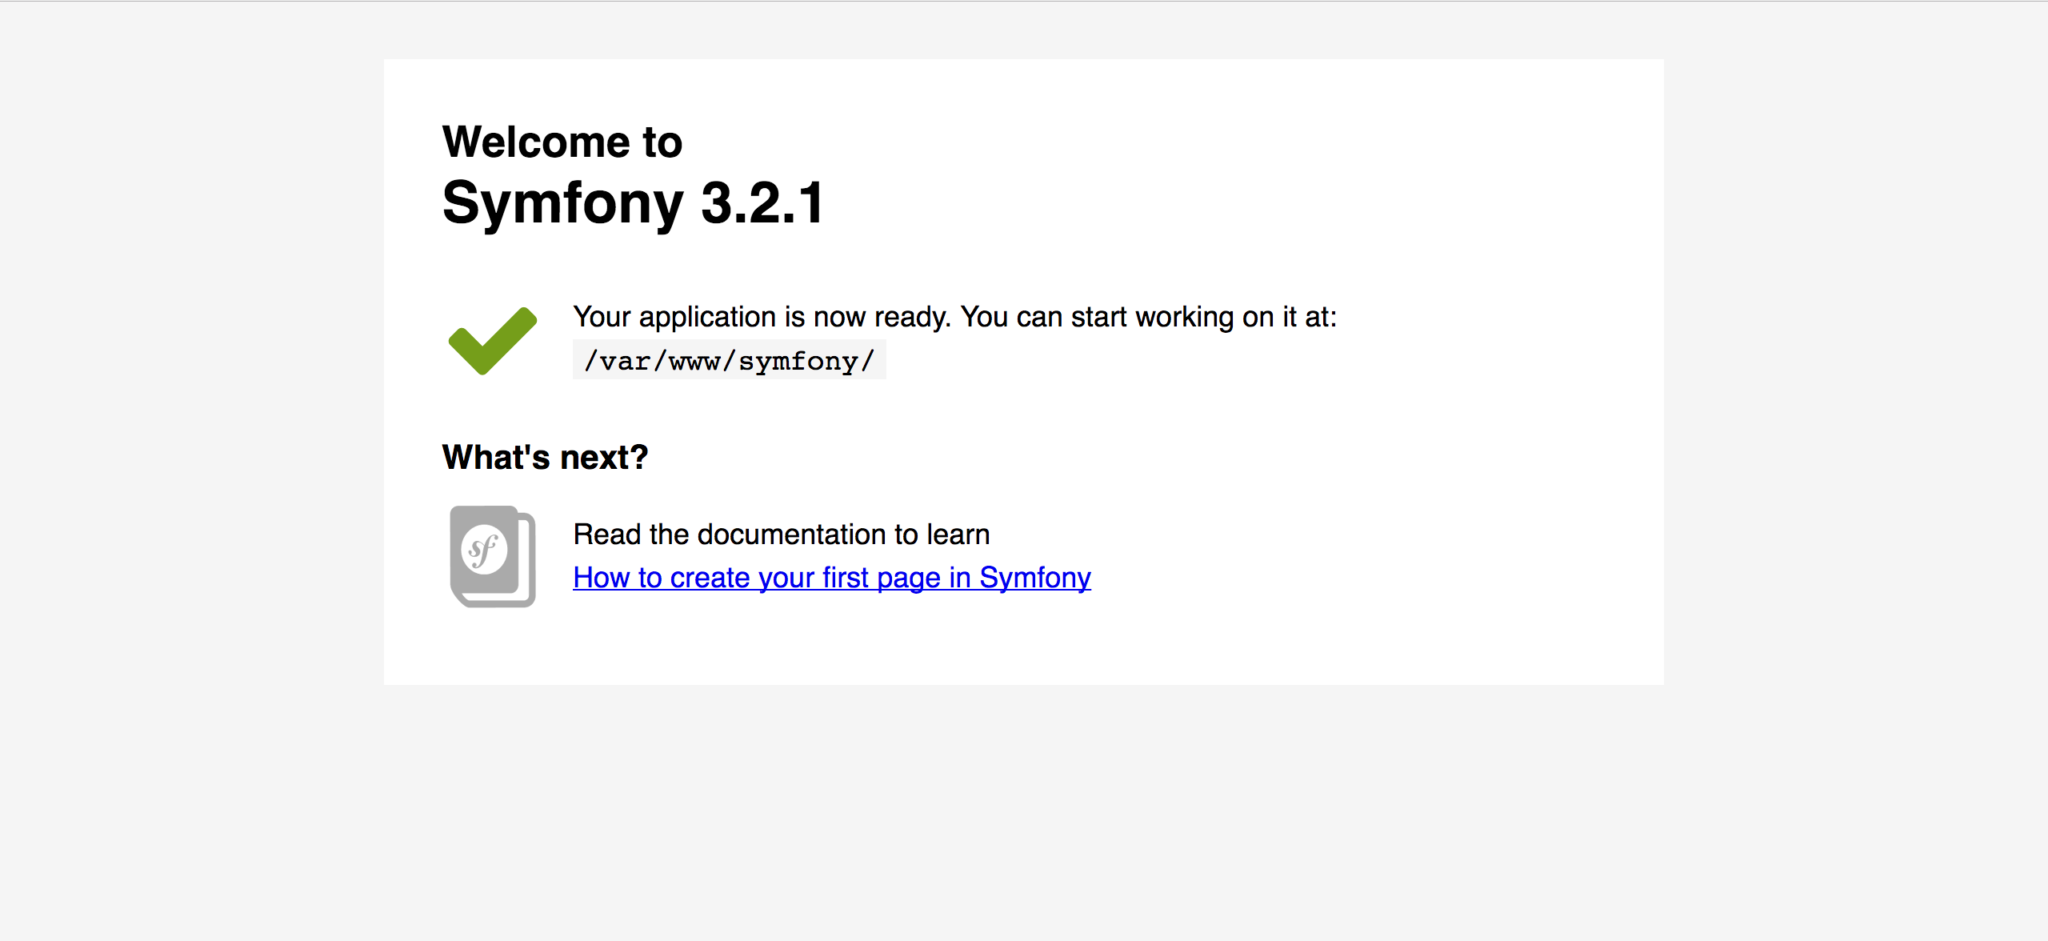 Welcome to
Symfony 3.2.1
Your application is now ready. You can start working on it at:
/var/www/symfony/
What's next?
sf
Read the documentation to learn
How to create your first page in Symfony